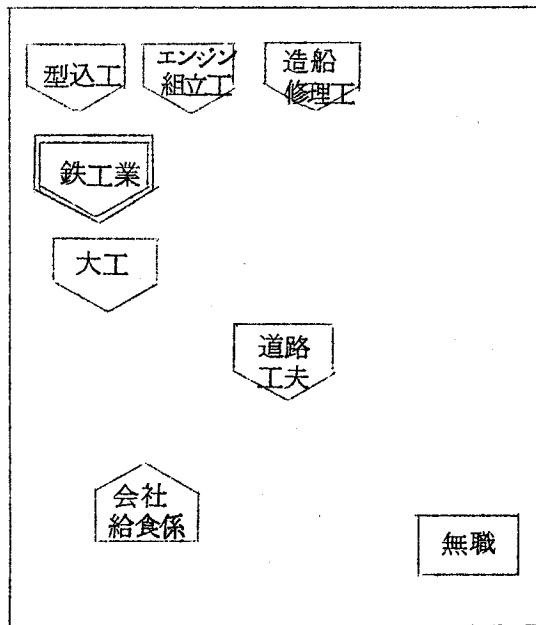 型込工
エンジン
組立工
造船
修理工
鉄工業
大工
道路
工夫
会社
給食係
無職